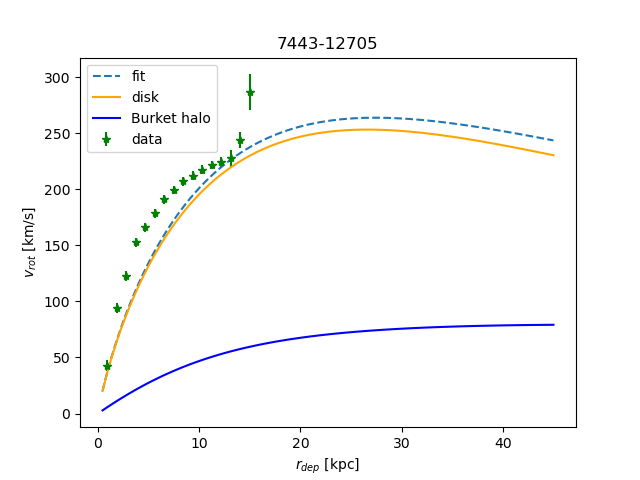 7443-12705
fit
disk
Burket halo
data
300
250
200
150
100
50
0
v_rot [km/s]
0 10 20 30 40
r_dep [kpc]